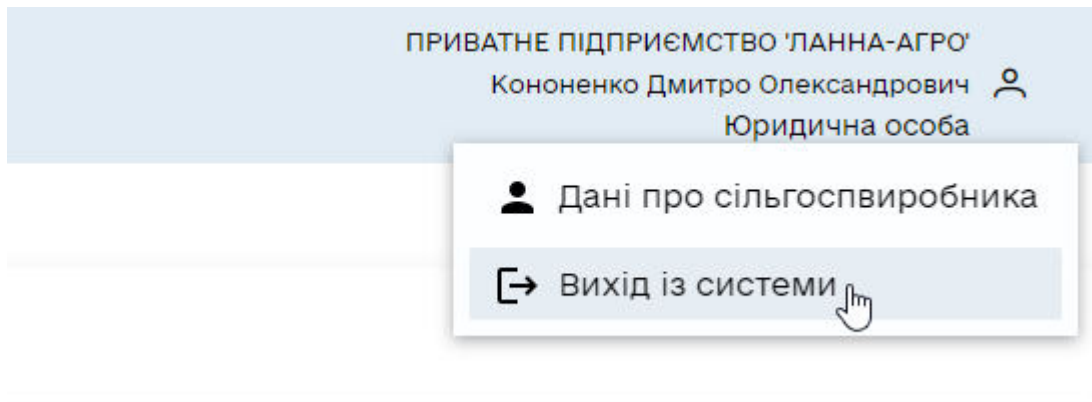 ПРИВАТНЕ ПІДПРИЄМСТВО 'ЛАННА-АГРО'
Кононенко Дмитро Олександрович
Юридична особа
Дані про сільгоспвиробника
Вихід із системи